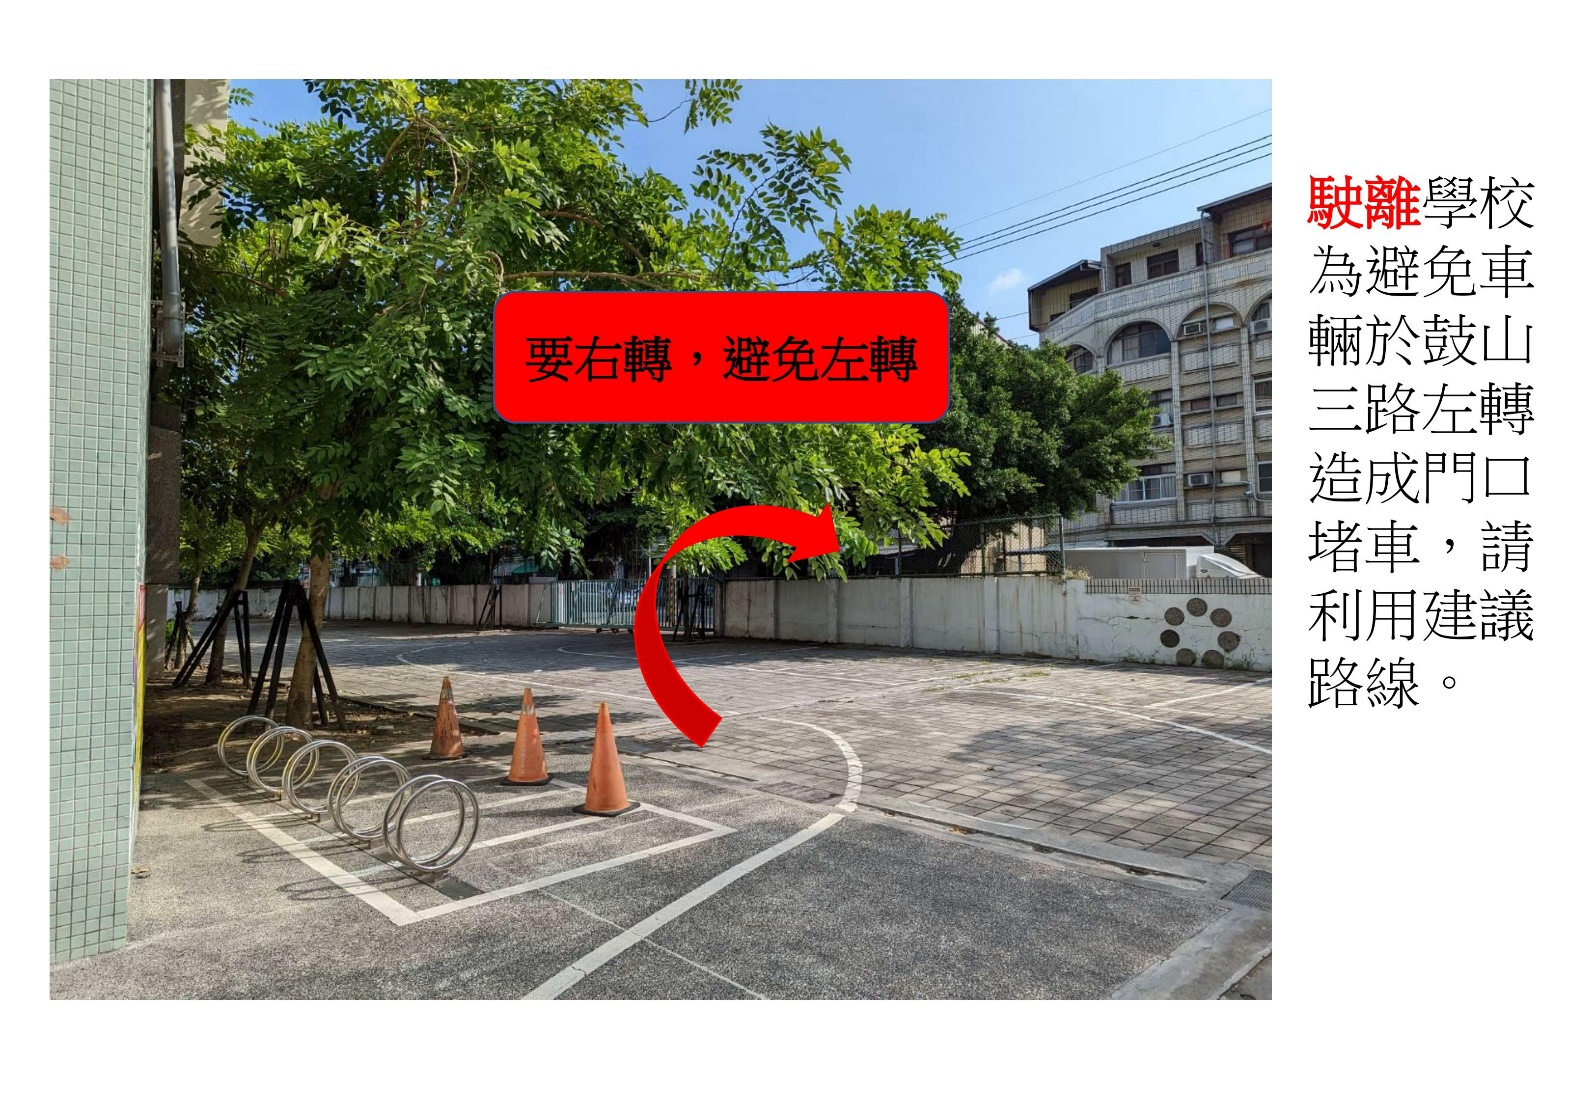 要右轉，避免左轉
駛離學校
為避免車
輛於鼓山
三路左轉
造成門口
堵車，請
利用建議
路線。